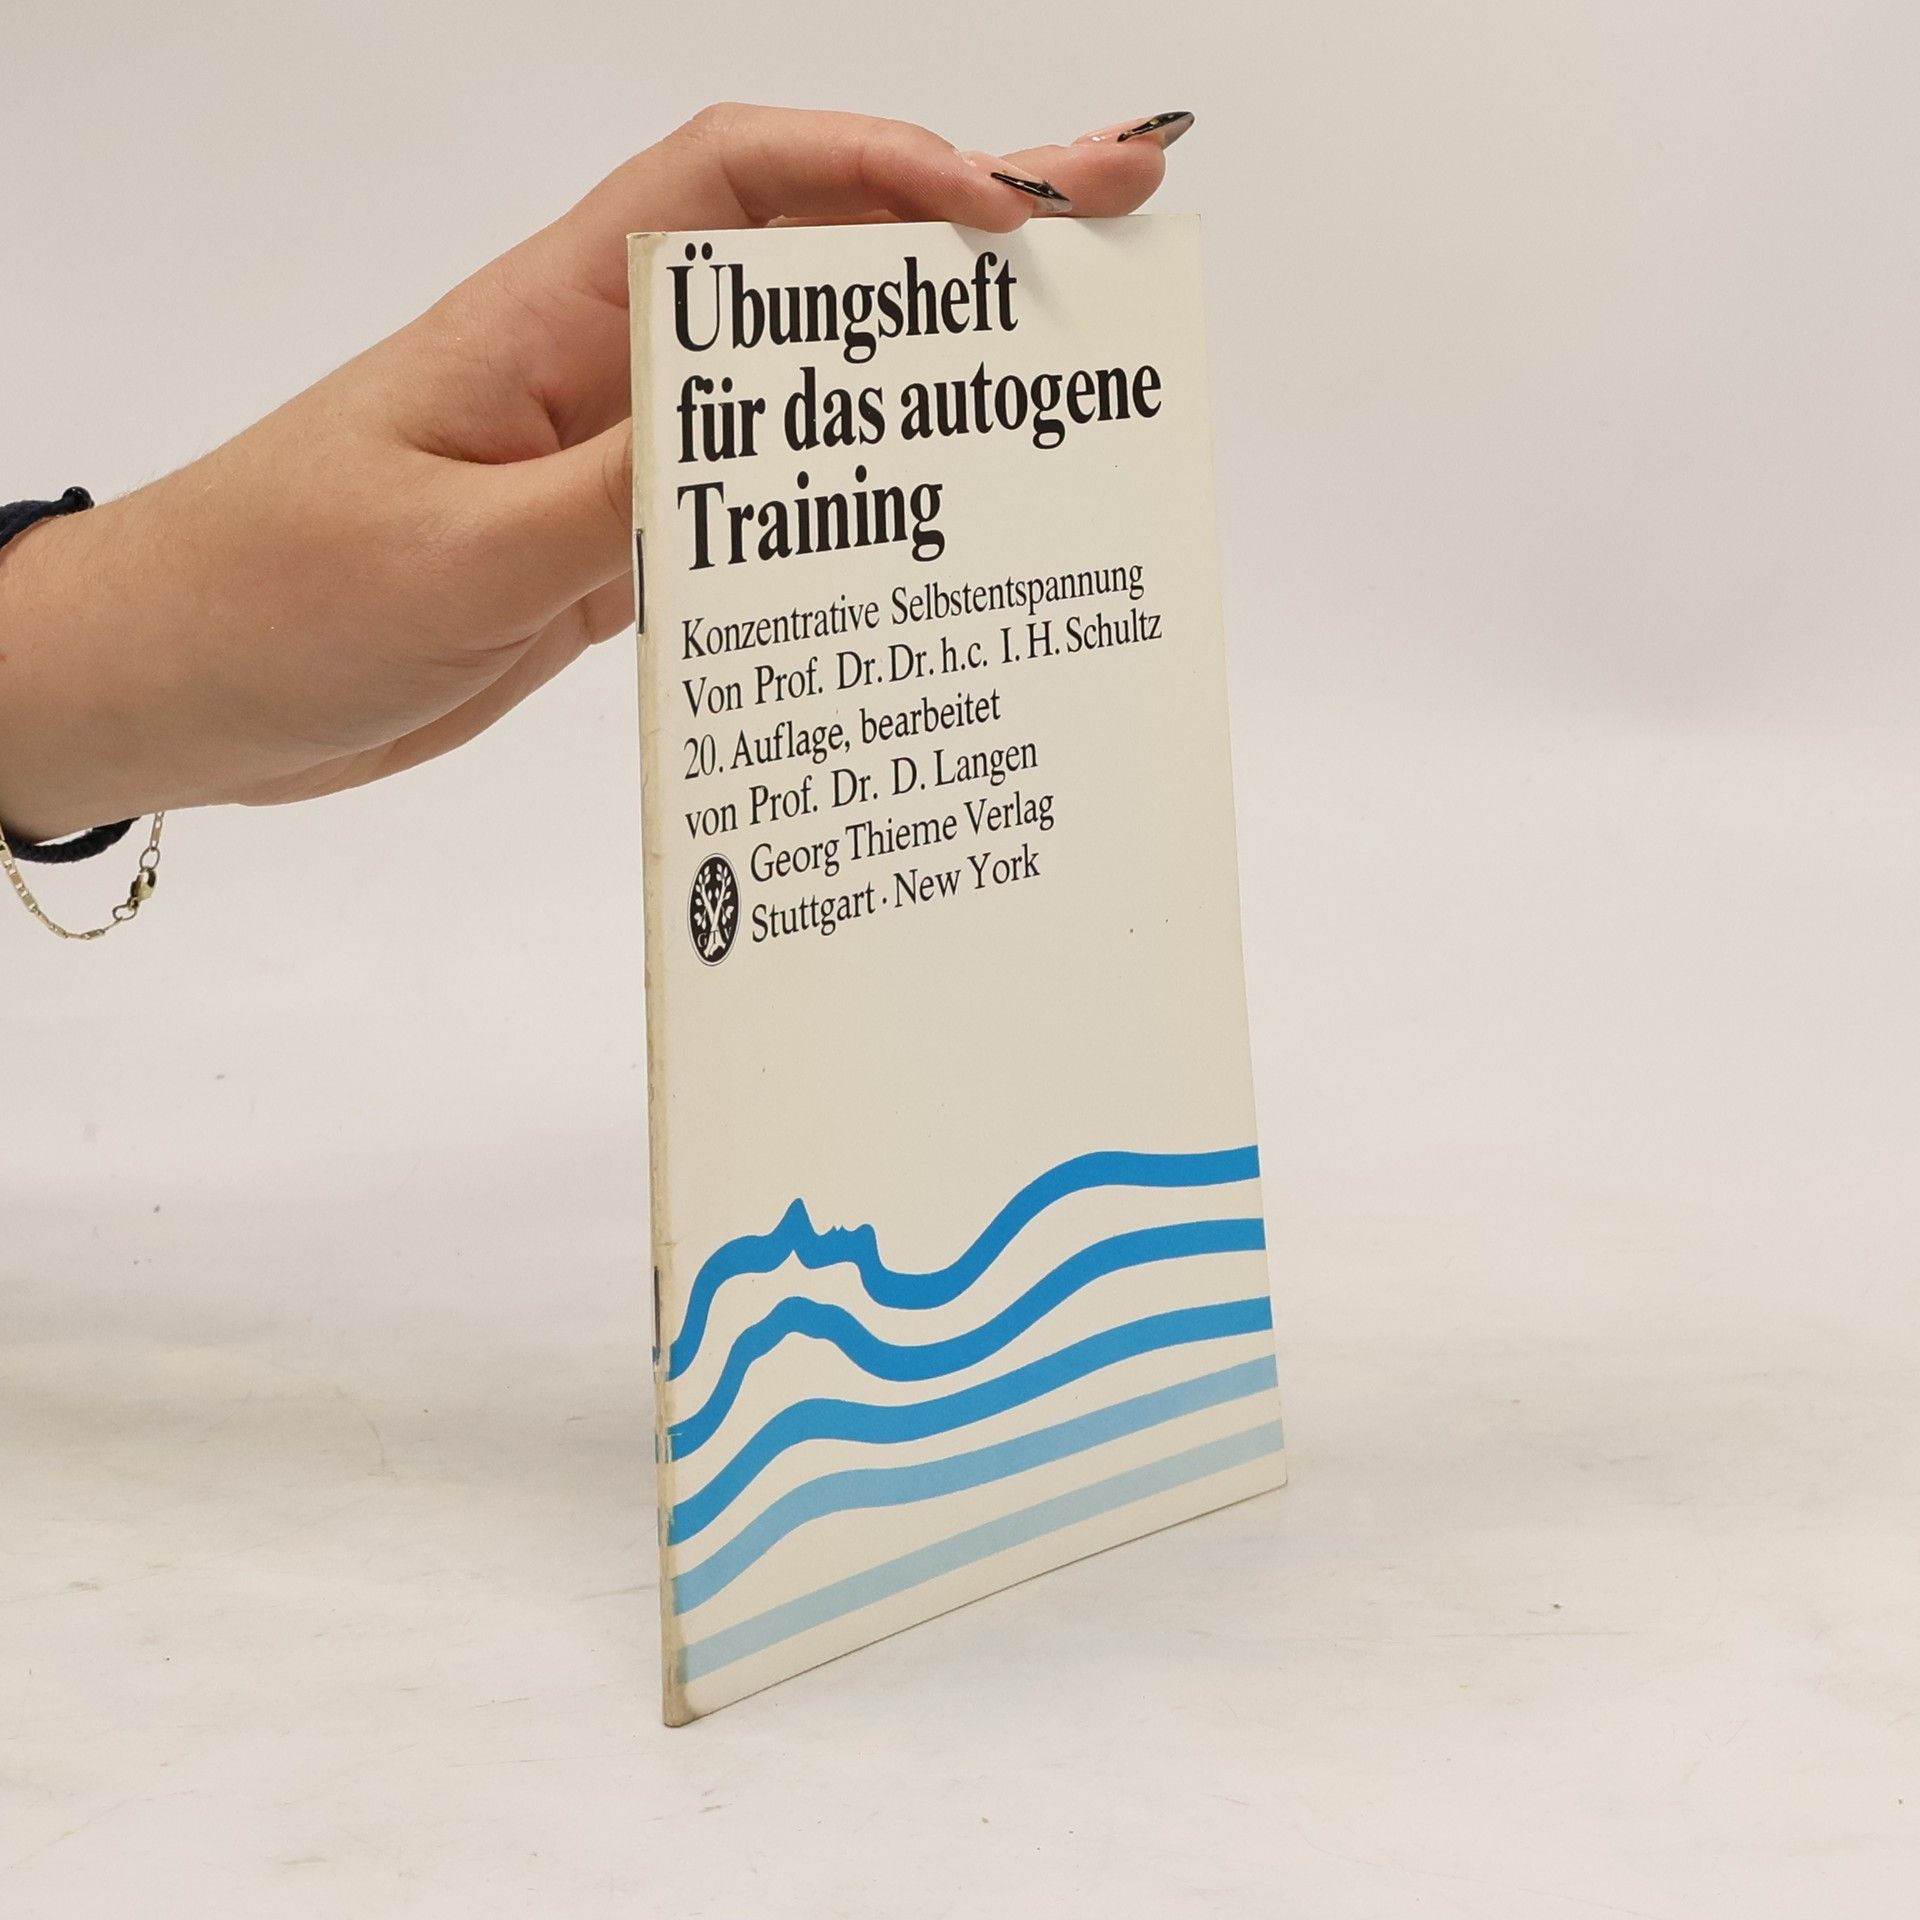 Übungsheft
für das autogene
Training
Konzentrative Selbstentspannung
Von Prof. Dr. Dr. h.c. I. H. Schultz
20. Auflage, bearbeitet
von Prof. Dr. D. Langen
Georg Thieme Verlag
Stuttgart · New York
GTV